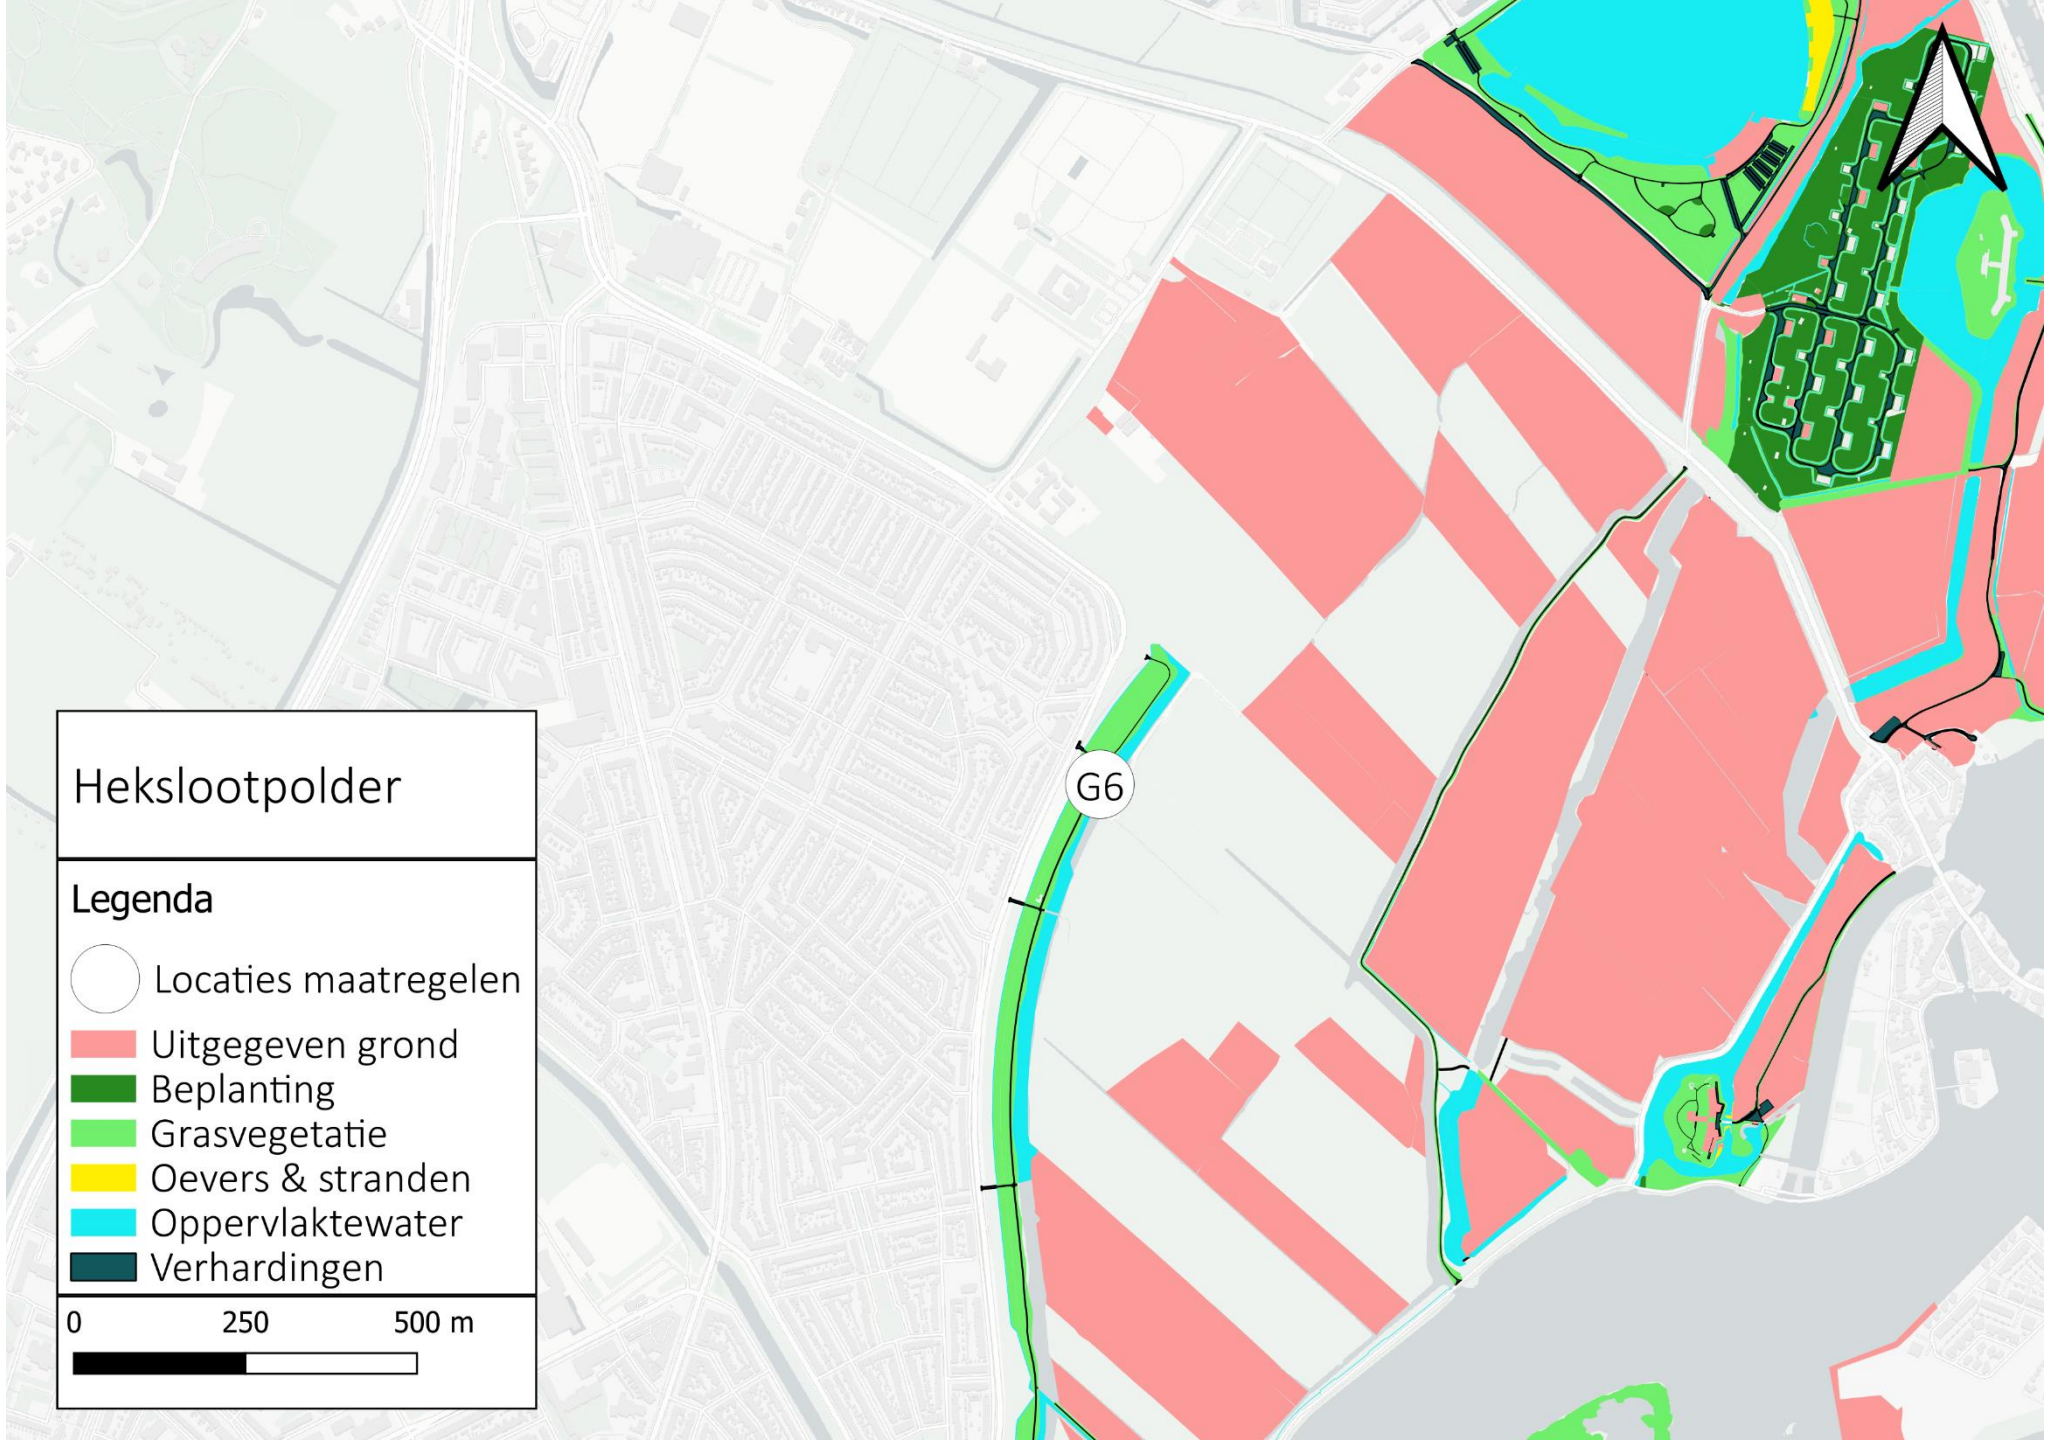 G6
Hekslootpolder
Legenda
Locaties maatregelen
Uitgegeven grond
Beplanting
Grasvegetatie
Oevers & stranden
Oppervlaktewater
Verhardingen
0 250 500 m